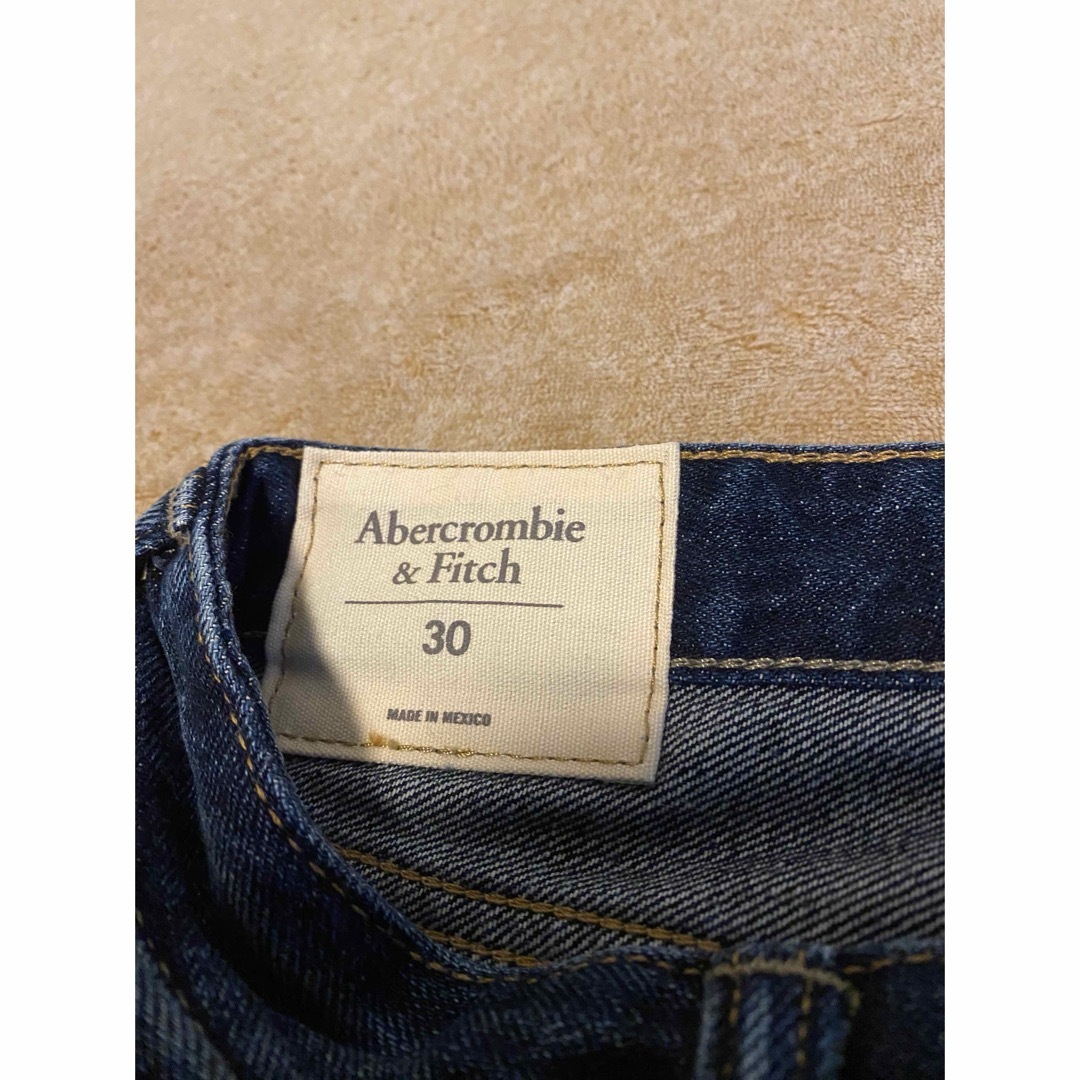 Abercrombie
& Fitch
30
MADE IN MEXICO